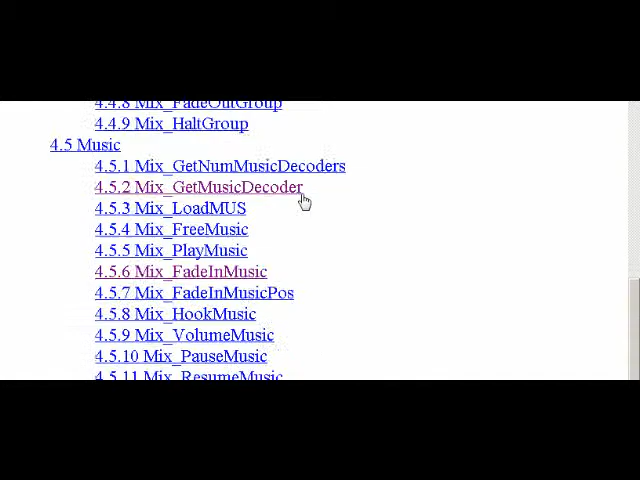 4.4.8 Mix_FadeOutGroup
4.4.9 Mix_HaltGroup
4.5 Music
4.5.1 Mix_GetNumMusicDecoders
4.5.2 Mix_GetMusicDecoder
4.5.3 Mix_LoadMUS
4.5.4 Mix_FreeMusic
4.5.5 Mix_PlayMusic
4.5.6 Mix_FadeInMusic
4.5.7 Mix_FadeInMusicPos
4.5.8 Mix_HookMusic
4.5.9 Mix_VolumeMusic
4.5.10 Mix_PauseMusic
4.5.11 Mix_ResumeMusic